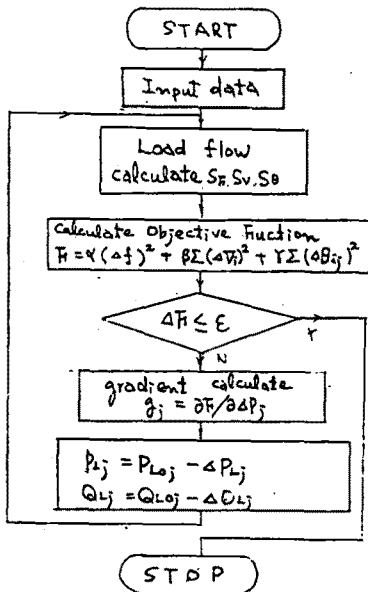 START
Input data
Load flow
calculate SF, SV, Sθ
Calculate Objective Fuction
F = α(Δf)² + βΣ(ΔVi)² + γΣ(Δθij)²
ΔF ≤ ε
Y
N
gradient calculate
gj = ∂F/∂ΔPj
PLj = PLoj - ΔPLj
QLj = QLoj - ΔQLj
STOP